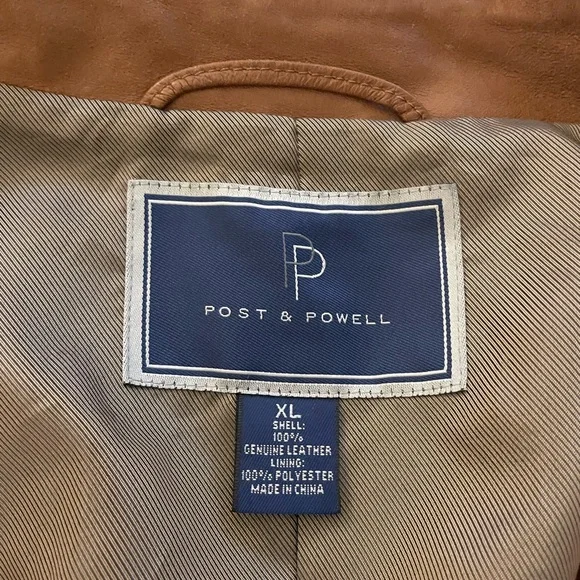 PP
POST & POWELL
XL
SHELL:
100%
GENUINE LEATHER
LINING:
100% POLYESTER
MADE IN CHINA